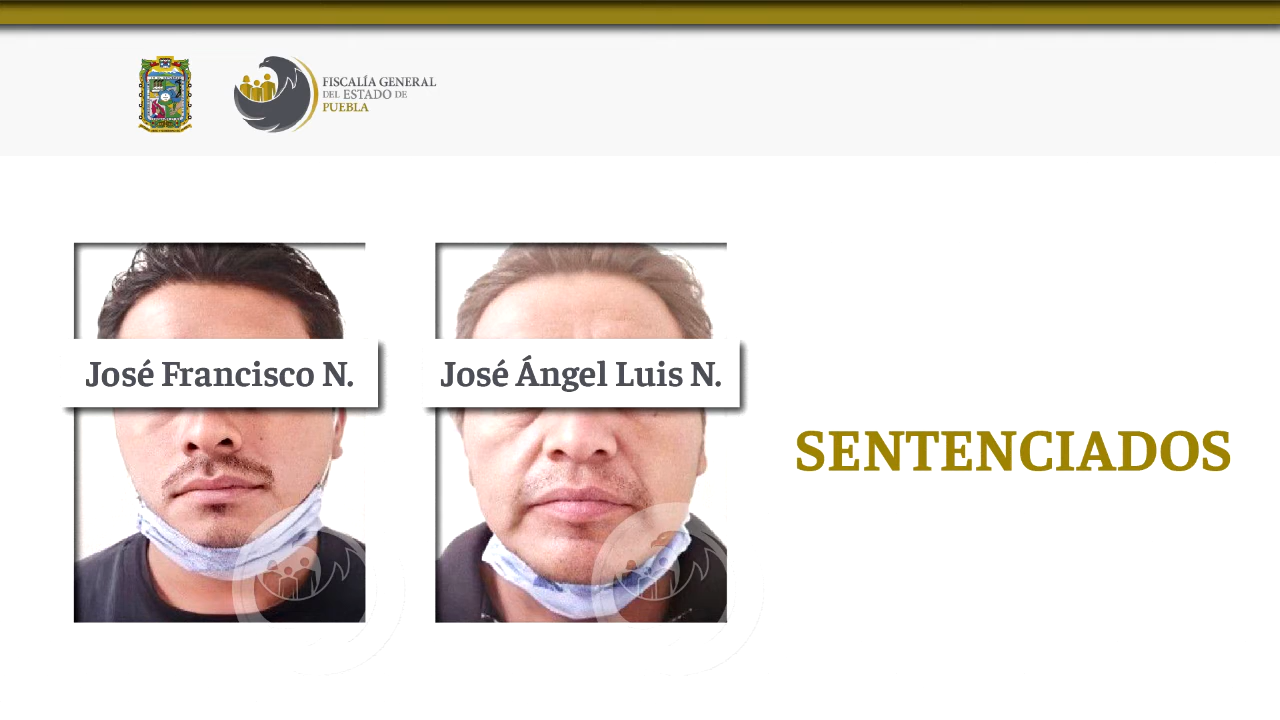 FISCALÍA GENERAL
DEL ESTADO DE
PUEBLA
José Francisco N.
José Ángel Luis N.
SENTENCIADOS